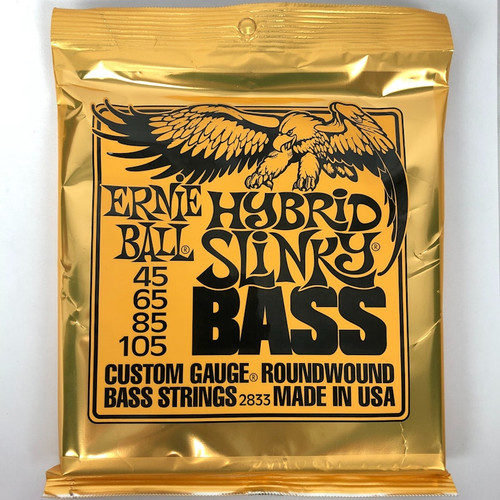 ERNIE BALL®
HYBRID
SLINKY®
BASS
45
65
85
105
CUSTOM GAUGE® ROUNDWOUND
BASS STRINGS 2833 MADE IN USA